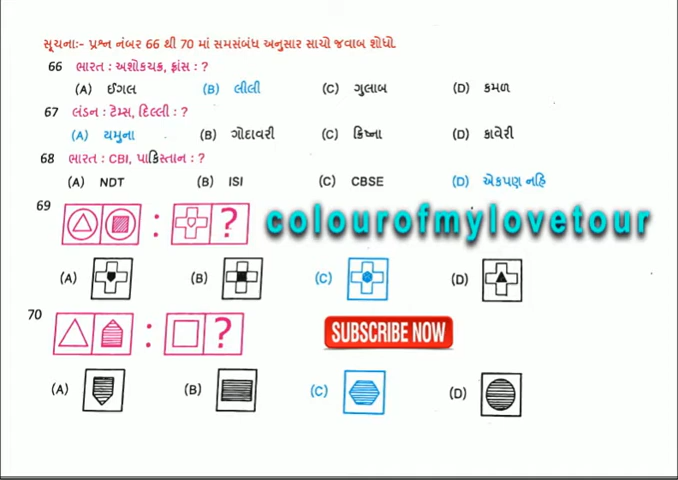 સૂચના:- પ્રશ્ન નંબર 66 થી 70 માં સમસંબંધ અનુસાર સાચો જવાબ શોધો.
66 ભારત : અશોકચક્ર, ફ્રાંસ : ?
(A) ઈગલ (B) લીલી (C) ગુલાબ (D) કમળ
67 લંડન : ટેમ્સ, દિલ્લી : ?
(A) યમુના (B) ગોદાવરી (C) ક્રિષ્ના (D) કાવેરી
68 ભારત : CBI, પાકિસ્તાન : ?
(A) NDT (B) ISI (C) CBSE (D) એકપણ નહિ
69 : ? colourofmylovetour
(A) (B) (C) (D)
70 : ? SUBSCRIBE NOW
(A) (B) (C) (D)